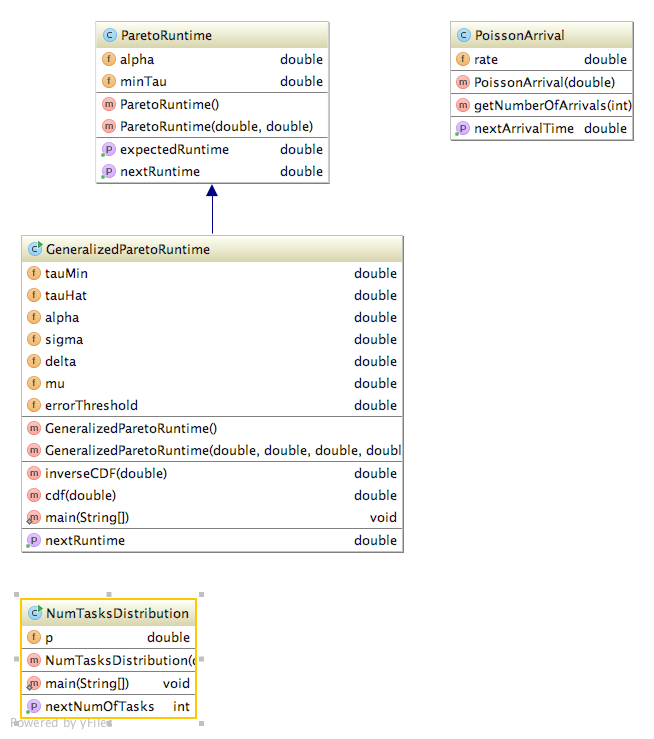 ParetoRuntime
alpha double
minTau double
ParetoRuntime()
ParetoRuntime(double, double)
expectedRuntime double
nextRuntime double
PoissonArrival
rate double
PoissonArrival(double)
getNumberOfArrivals(int)
nextArrivalTime double
GeneralizedParetoRuntime
tauMin double
tauHat double
alpha double
sigma double
delta double
mu double
errorThreshold double
GeneralizedParetoRuntime()
GeneralizedParetoRuntime(double, double, double, doubl
inverseCDF(double) double
cdf(double) double
main(String[]) void
nextRuntime double
NumTasksDistribution
p double
NumTasksDistribution(
main(String[]) void
nextNumOfTasks int
Powered by yFiles